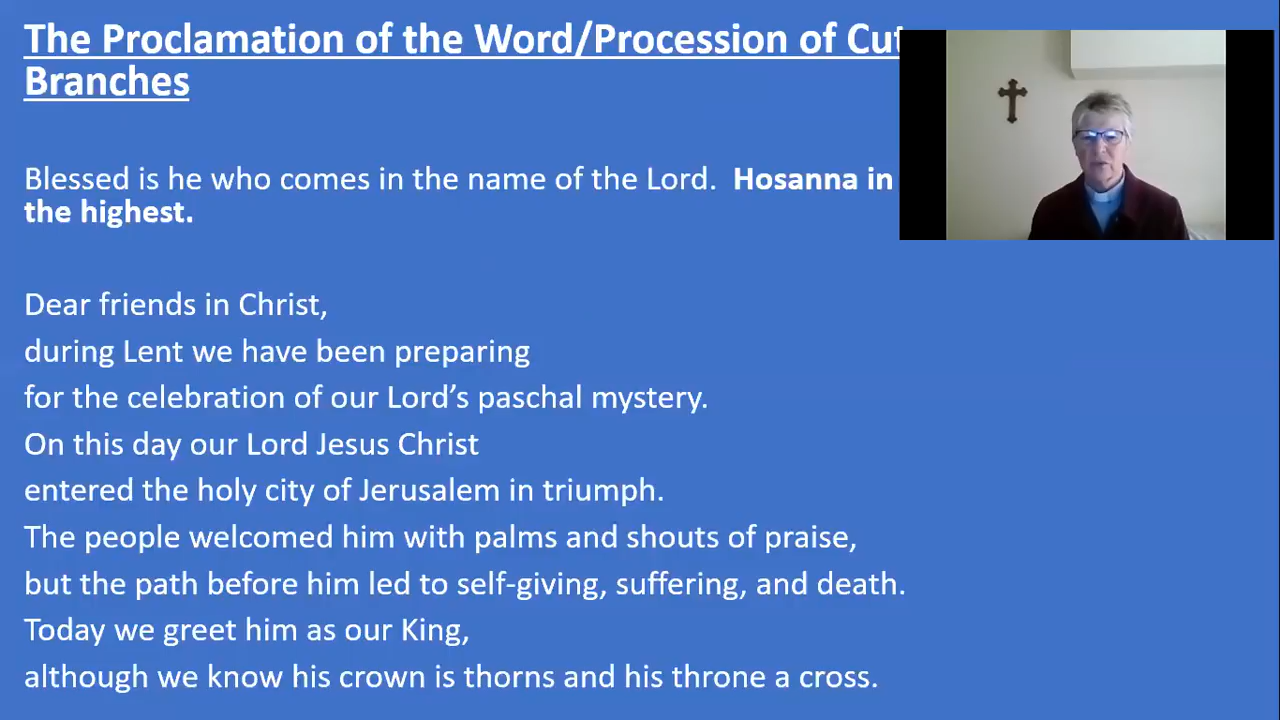 The Proclamation of the Word/Procession of Cut
Branches
Blessed is he who comes in the name of the Lord.  Hosanna in
the highest.
Dear friends in Christ,
during Lent we have been preparing
for the celebration of our Lord’s paschal mystery.
On this day our Lord Jesus Christ
entered the holy city of Jerusalem in triumph.
The people welcomed him with palms and shouts of praise,
but the path before him led to self-giving, suffering, and death.
Today we greet him as our King,
although we know his crown is thorns and his throne a cross.